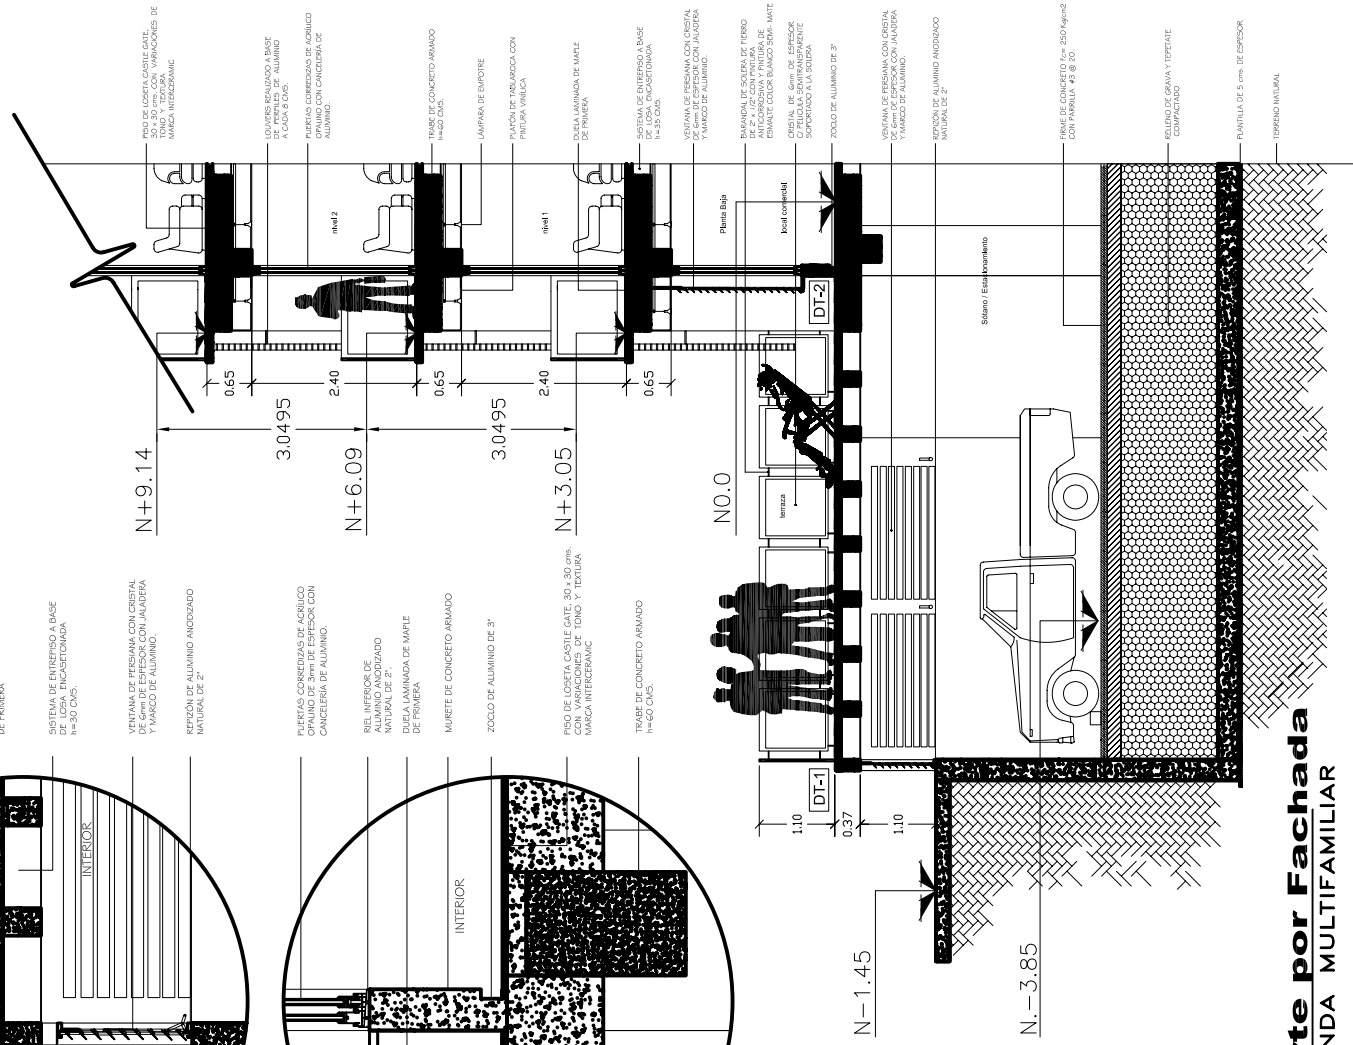 PISO DE LOSETA CASTLE GATE,
30 x 30 cms. CON VARIACIONES DE
TONO Y TEXTURA
MARCA INTERCERAMIC
LOUVERS REALIZADO A BASE
DE PERFILES DE ALUMINIO
A CADA 8 CMS.
PUERTAS CORREDIZAS DE ACRÍLICO
OPALINO CON CANCELERÍA DE
ALUMINIO.
TRABE DE CONCRETO ARMADO
h=60 CMS.
LÁMPARA DE EMPOTRE
PLAFÓN DE TABLAROCA CON
PINTURA VINÍLICA
DUELA LAMINADA DE MAPLE
DE PRIMERA
SISTEMA DE ENTREPISO A BASE
DE LOSA ENCASETONADA
h=35 CMS.
VENTANA DE PERSIANA CON CRISTAL
DE 6mm DE ESPESOR CON JALADERA
Y MARCO DE ALUMINIO.
BARANDAL DE SOLERA DE FIERRO
DE 2" x 1/2" CON PINTURA
ANTICORROSIVA Y PINTURA DE
ESMALTE COLOR BLANCO SEMI- MATE
CRISTAL DE 6mm DE ESPESOR
C/ PELICULA SEMITRANSPARENTE
SOPORTADO A LA SOLERA
ZOCLO DE ALUMINIO DE 3"
VENTANA DE PERSIANA CON CRISTAL
DE 6mm DE ESPESOR CON JALADERA
Y MARCO DE ALUMINIO.
REPIZÓN DE ALUMINIO ANODIZADO
NATURAL DE 2"
FIRME DE CONCRETO f'c= 250 Kg/cm2
CON PARRILLA #3 @ 20.
RELLENO DE GRAVA Y TEPETATE
COMPACTADO
PLANTILLA DE 5 cms. DE ESPESOR
TERRENO NATURAL
nivel 2
nivel 1
Planta Baja
local comercial
Sótano / Estacionamiento
terraza
DT-2
DT-1
0.65
2.40
0.65
2.40
0.65
3.0495
3.0495
N+9.14
N+6.09
N+3.05
N0.0
1.10
0.37
1.10
N-1.45
N.-3.85
DE PRIMERA
SISTEMA DE ENTREPISO A BASE
DE LOSA ENCASETONADA
h=30 CMS.
VENTANA DE PERSIANA CON CRISTAL
DE 6mm DE ESPESOR CON JALADERA
Y MARCO DE ALUMINIO.
REPIZÓN DE ALUMINIO ANODIZADO
NATURAL DE 2"
PUERTAS CORREDIZAS DE ACRÍLICO
OPALINO DE 3mm DE ESPESOR CON
CANCELERÍA DE ALUMINIO.
RIEL INFERIOR DE
ALUMINIO ANODIZADO
NATURAL DE 2".
DUELA LAMINADA DE MAPLE
DE PRIMERA
MURETE DE CONCRETO ARMADO
ZOCLO DE ALUMINIO DE 3"
PISO DE LOSETA CASTLE GATE, 30 x 30 cms.
CON VARIACIONES DE TONO Y TEXTURA
MARCA INTERCERAMIC
TRABE DE CONCRETO ARMADO
h=60 CMS.
INTERIOR
INTERIOR
rte por Fachada
NDA MULTIFAMILIAR